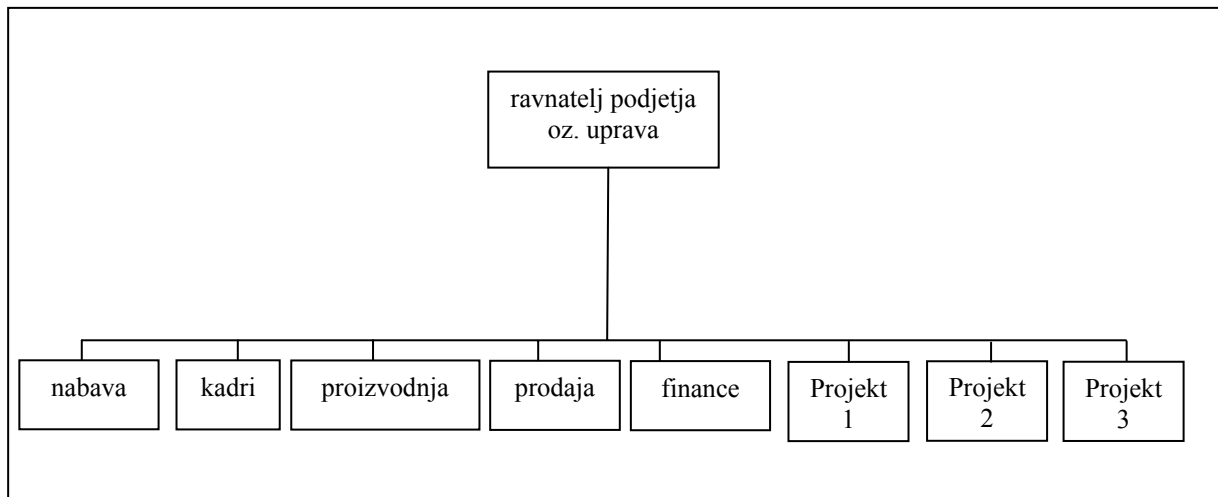 ravnatelj podjetja
oz. uprava
nabava
kadri
proizvodnja
prodaja
finance
Projekt
1
Projekt
2
Projekt
3